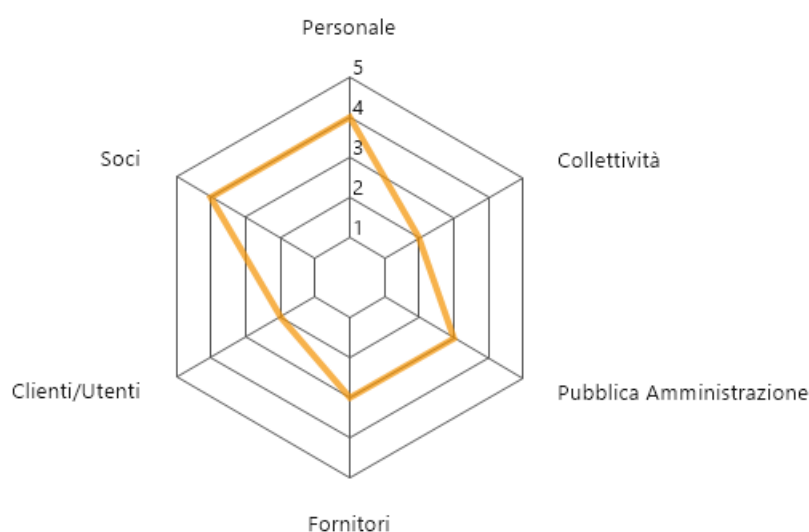 Personale
5
4
Soci
Collettività
3
2
1
Clienti/Utenti
Pubblica Amministrazione
Fornitori